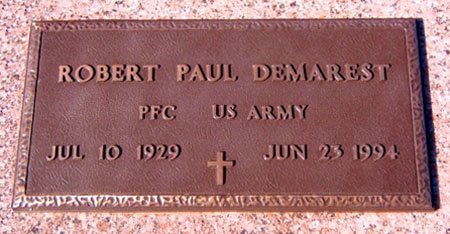 ROBERT PAUL DEMAREST
PFC US ARMY
JUL 10 1929 JUN 23 1994